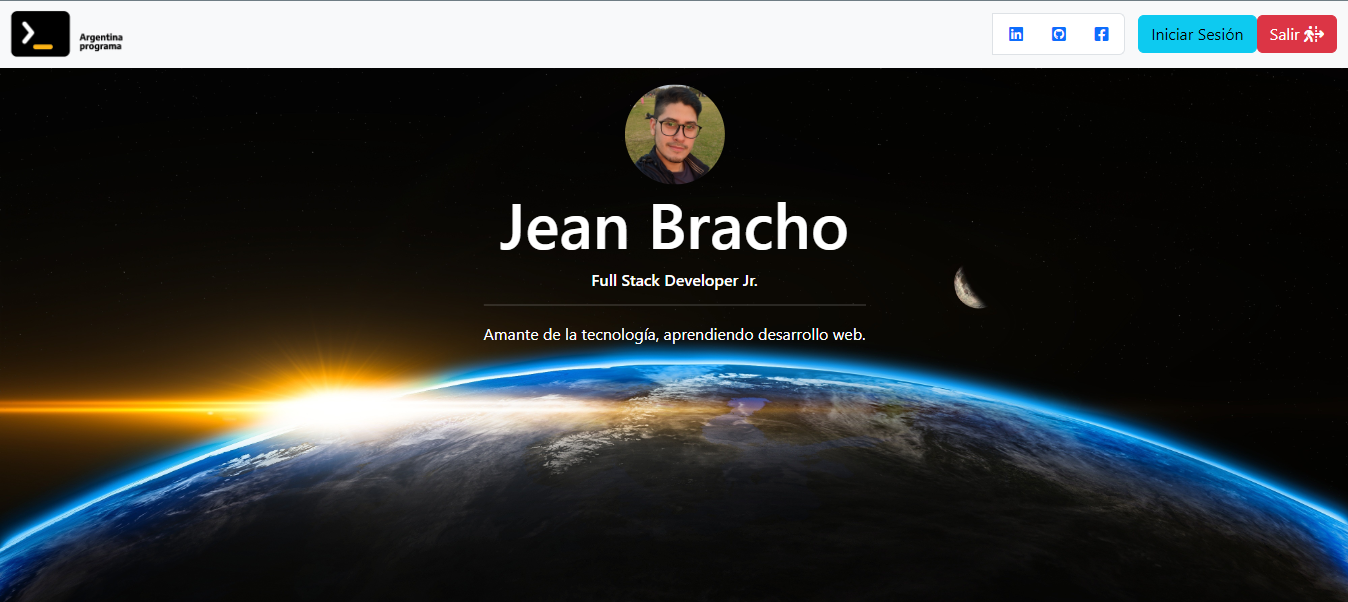 Argentina
programa
Iniciar Sesión
Salir
Jean Bracho
Full Stack Developer Jr.
Amante de la tecnología, aprendiendo desarrollo web.